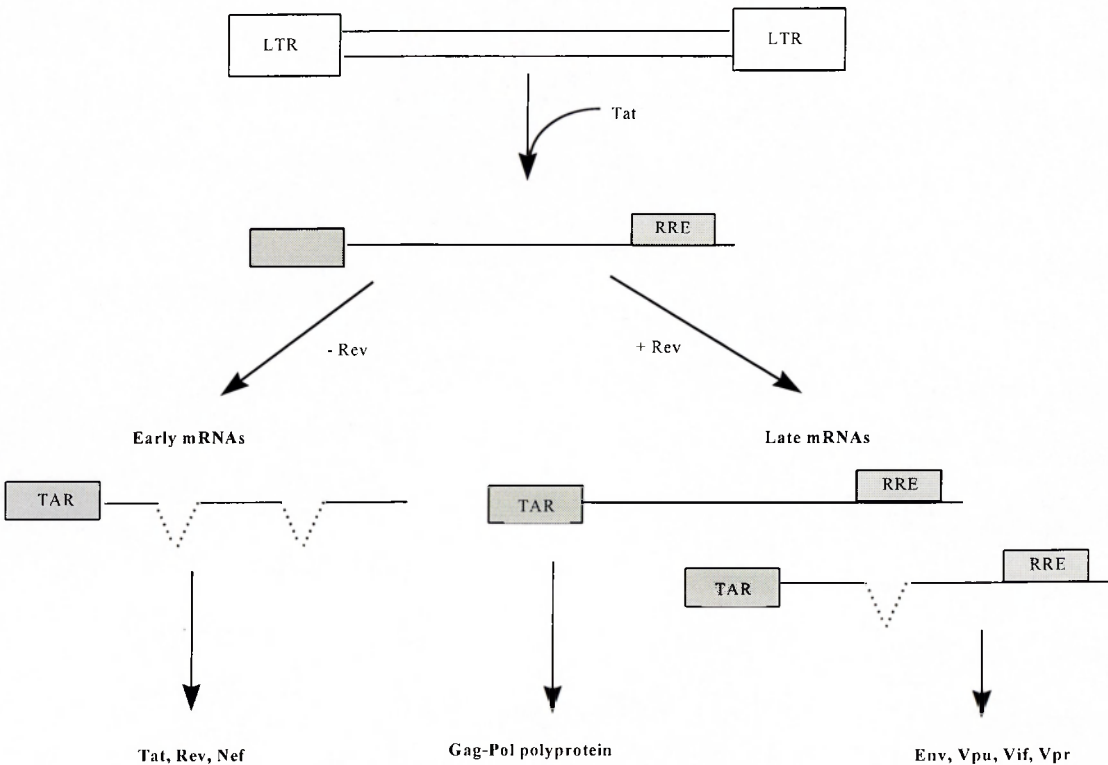 LTR
LTR
Tat
RRE
- Rev
+ Rev
Early mRNAs
Late mRNAs
TAR
TAR
RRE
TAR
RRE
Tat, Rev, Nef
Gag-Pol polyprotein
Env, Vpu, Vif, Vpr